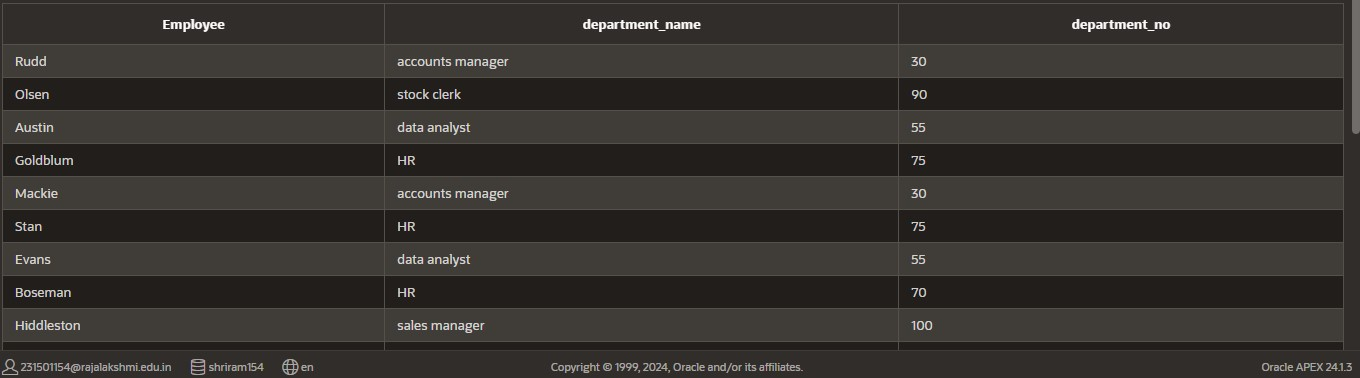 Employee department_name department_no
Rudd accounts manager 30
Olsen stock clerk 90
Austin data analyst 55
Goldblum HR 75
Mackie accounts manager 30
Stan HR 75
Evans data analyst 55
Boseman HR 70
Hiddleston sales manager 100
231501154@rajalakshmi.edu.in shriram154 en Copyright © 1999, 2024, Oracle and/or its affiliates. Oracle APEX 24.1.3